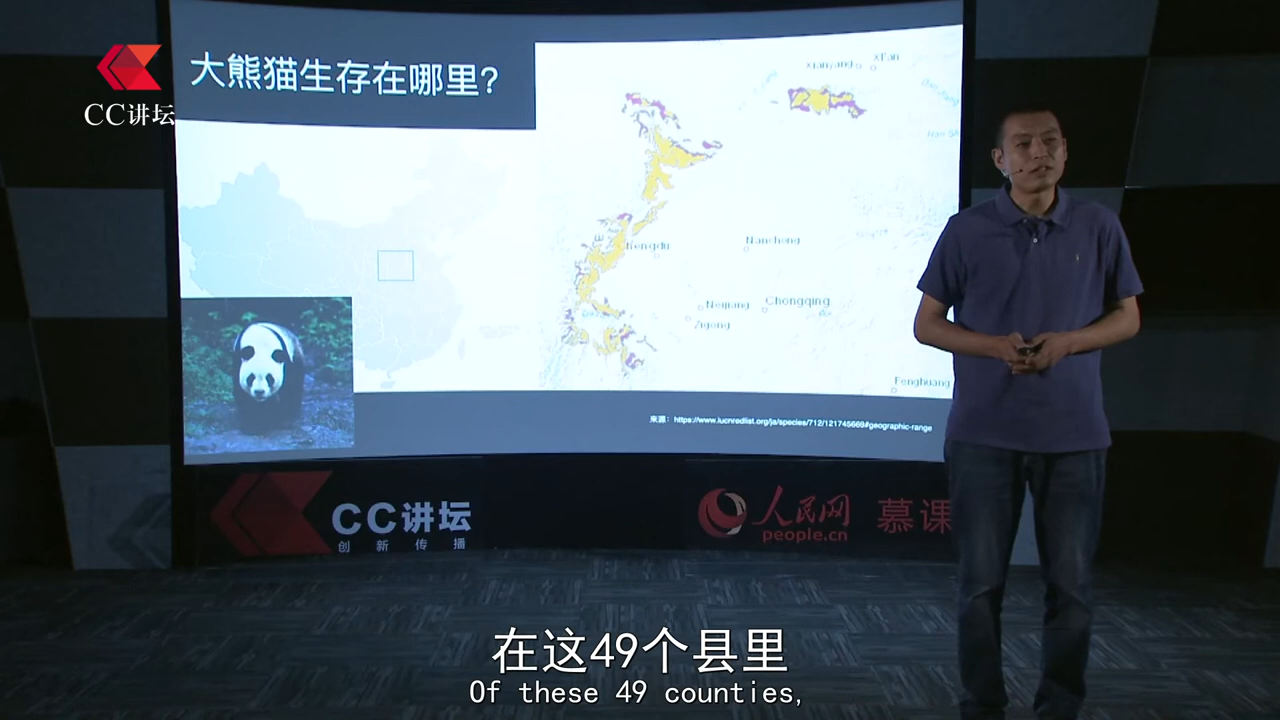 CC讲坛
大熊猫生存在哪里？
xianyang
xi'an
Chengdu
Nanchong
Neijiang
Chongqing
Zigong
Fenghuang
来源：https://www.iucnredlist.org/ja/species/712/121745669#geographic-range
CC讲坛
创新传播
人民网
people.cn
慕课
在这49个县里
Of these 49 counties,